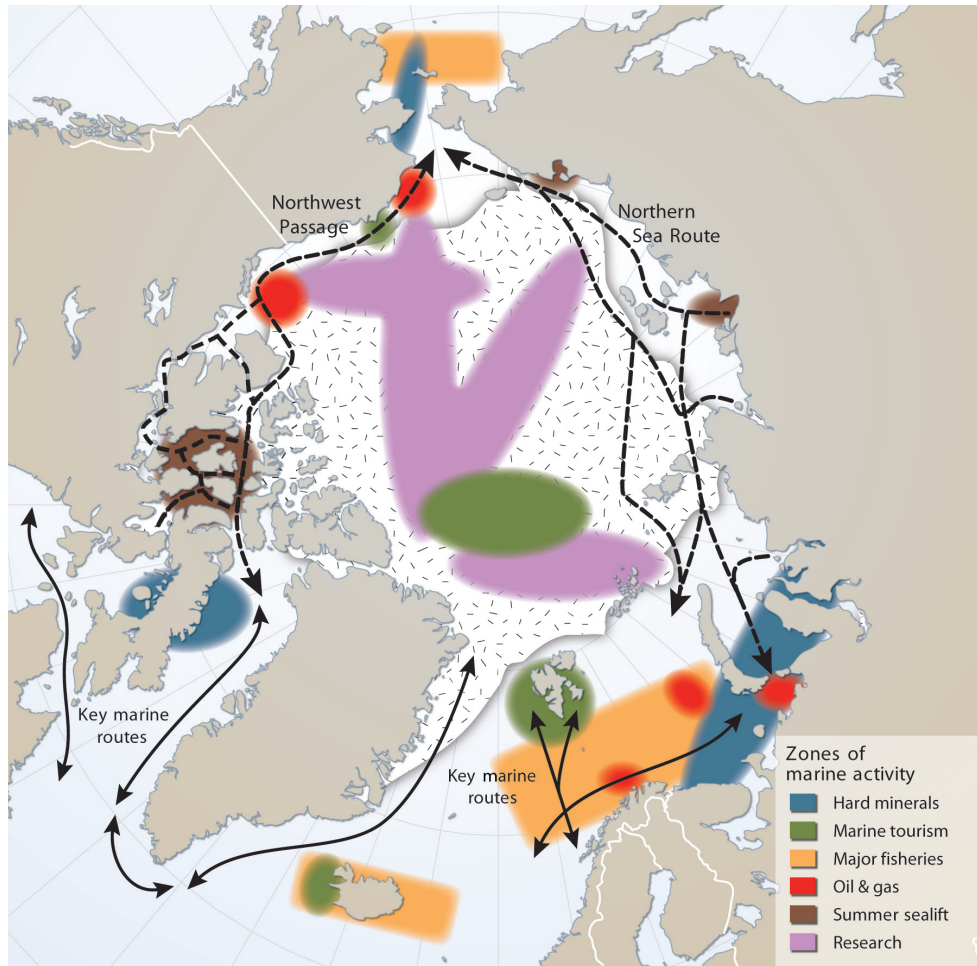 Northwest
Passage
Northern
Sea Route
Key marine
routes
Key marine
routes
Zones of
marine activity
Hard minerals
Marine tourism
Major fisheries
Oil & gas
Summer sealift
Research